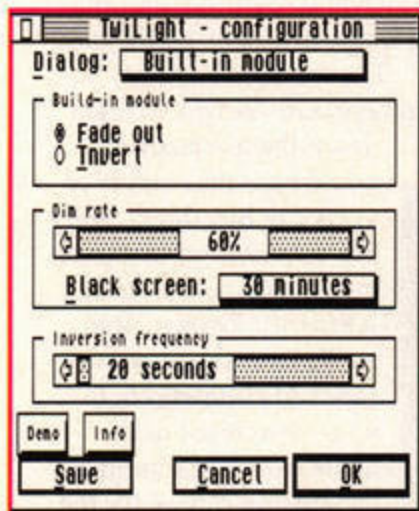 TwiLight - configuration
Dialog: Built-in module
Build-in module
Fade out
Invert
Dim rate
60%
Black screen: 30 minutes
Inversion frequency
20 seconds
Demo Info
Save Cancel OK